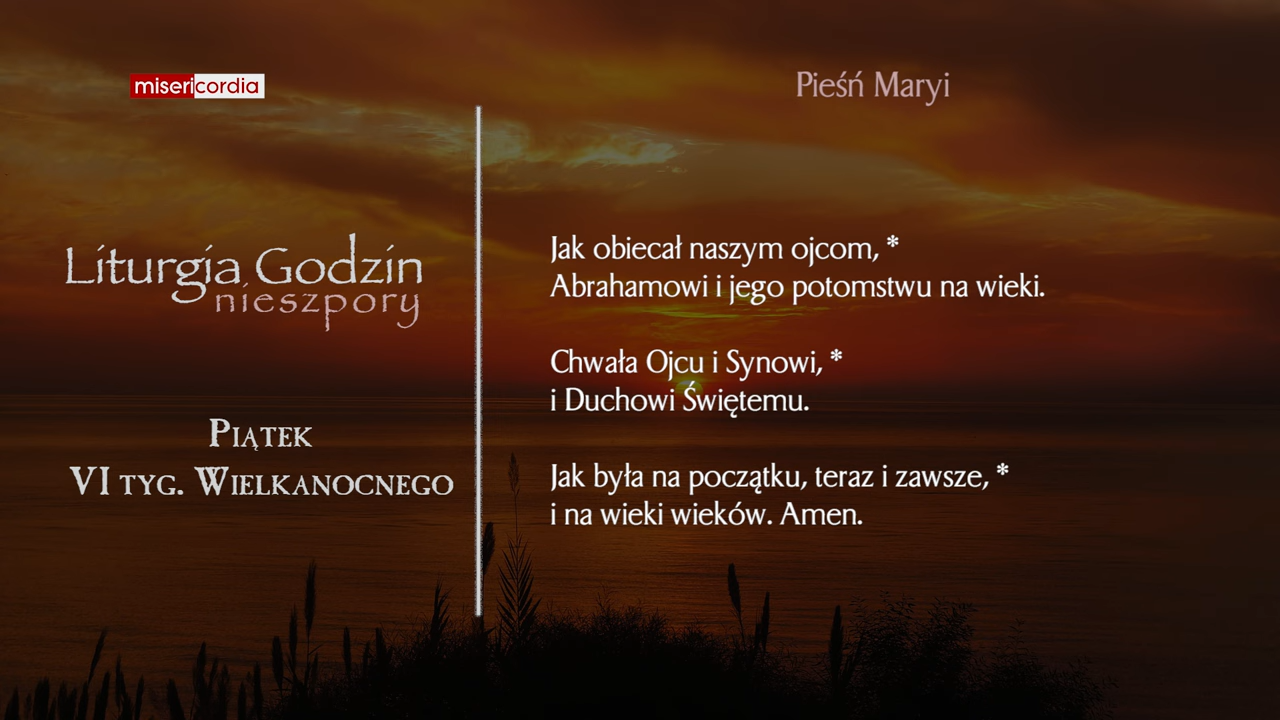 misericordia
Liturgia Godzin
nieszpory
Piątek
VI tyg. Wielkanocnego
Pieśń Maryi
Jak obiecał naszym ojcom, *
Abrahamowi i jego potomstwu na wieki.
Chwała Ojcu i Synowi, *
i Duchowi Świętemu.
Jak była na początku, teraz i zawsze, *
i na wieki wieków. Amen.